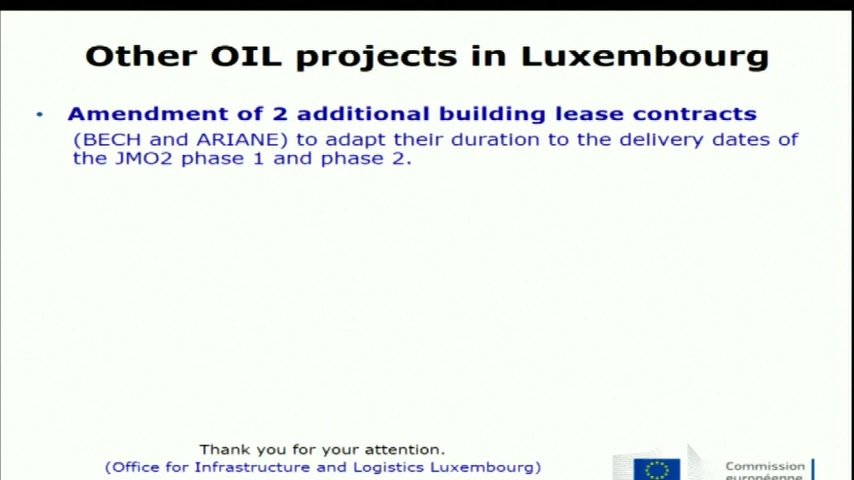 Other OIL projects in Luxembourg
• Amendment of 2 additional building lease contracts
(BECH and ARIANE) to adapt their duration to the delivery dates of
the JMO2 phase 1 and phase 2.
Thank you for your attention.
(Office for Infrastructure and Logistics Luxembourg)
Commission
européenne